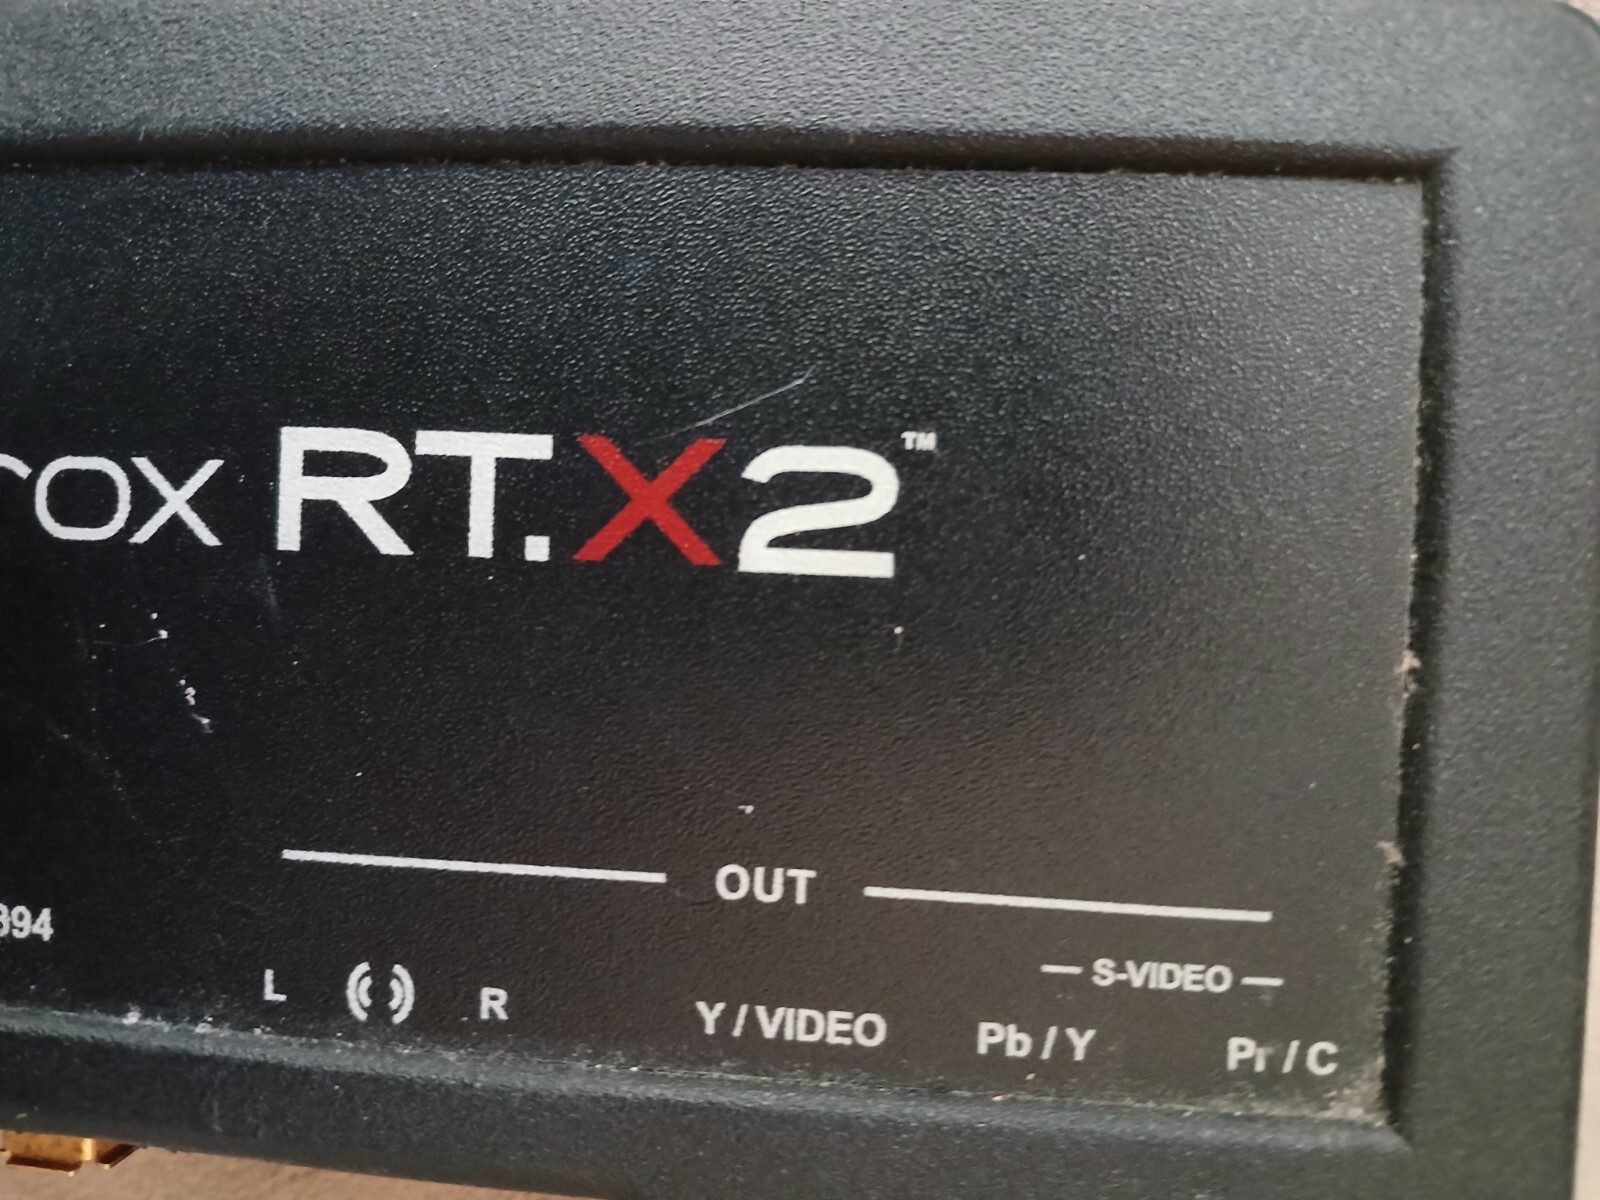 rox RT.X2™
OUT
394
S-VIDEO
L R Y / VIDEO Pb / Y Pr / C